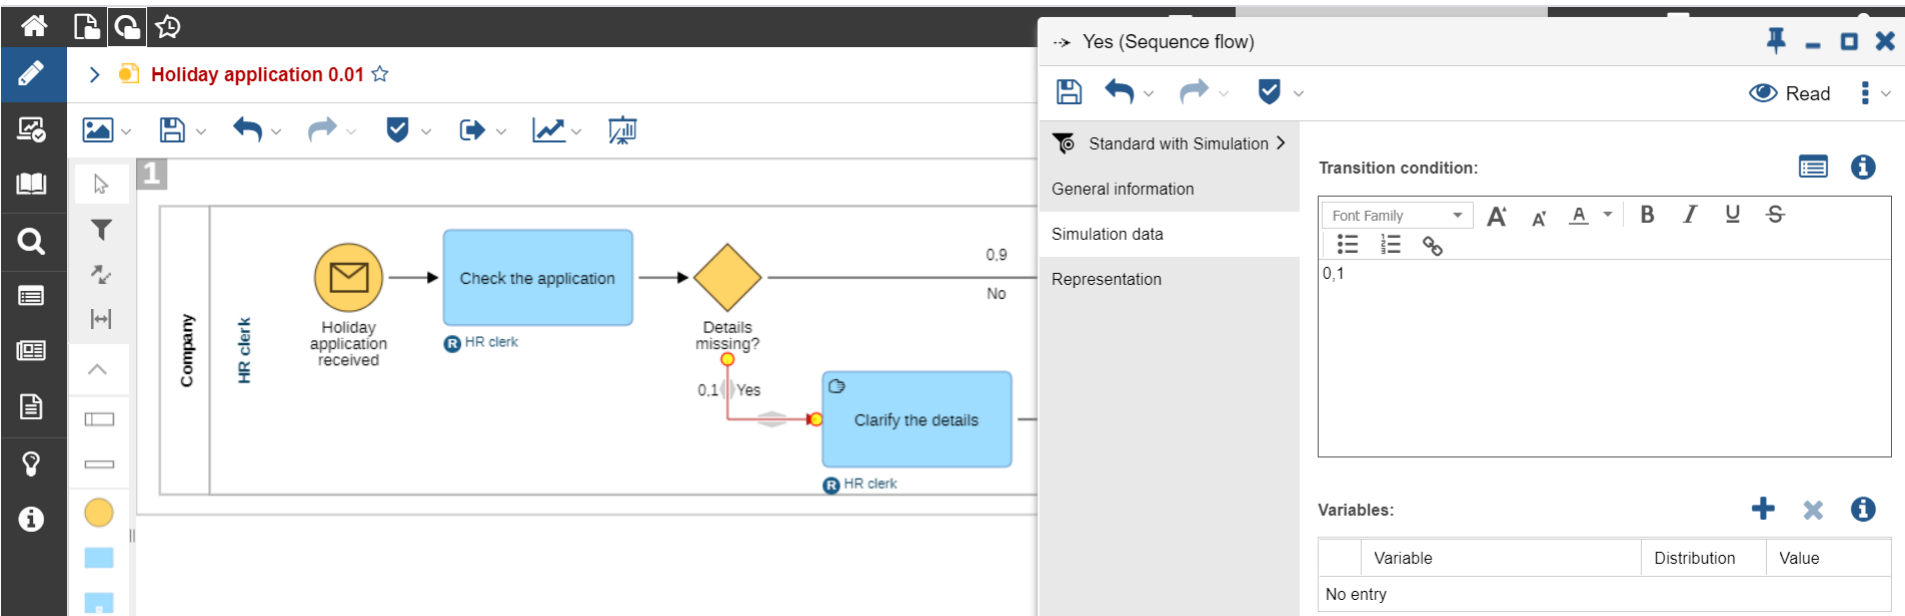 Holiday application 0.01
1
Company
HR clerk
Holiday
application
received
Check the application
R HR clerk
Details
missing?
0,9
No
0,1 Yes
Clarify the details
R HR clerk
Yes (Sequence flow)
Read
Standard with Simulation
General information
Simulation data
Representation
Transition condition:
Font Family
A A A B I U S
0,1
Variables:
Variable Distribution Value
No entry